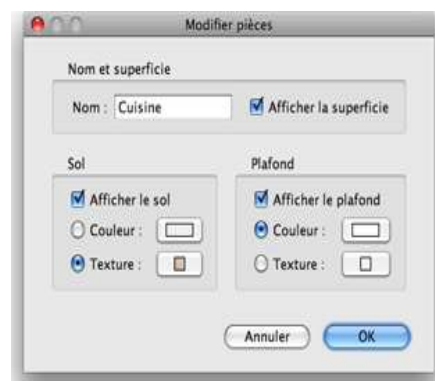 Modifier pièces
Nom et superficie
Nom : Cuisine Afficher la superficie
Sol
Afficher le sol
Couleur :
Texture :
Plafond
Afficher le plafond
Couleur :
Texture :
Annuler OK